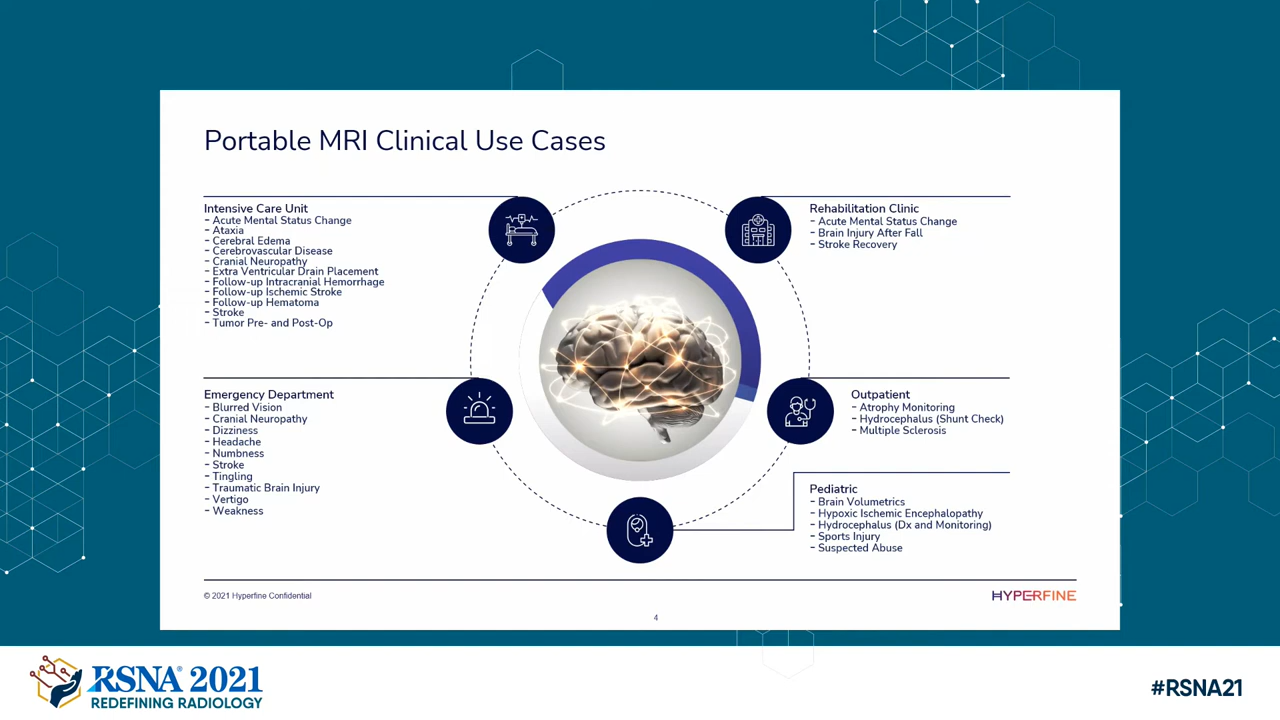 Portable MRI Clinical Use Cases
Intensive Care Unit
- Acute Mental Status Change
- Ataxia
- Cerebral Edema
- Cerebrovascular Disease
- Cranial Neuropathy
- Extra Ventricular Drain Placement
- Follow-up Intracranial Hemorrhage
- Follow-up Ischemic Stroke
- Follow-up Hematoma
- Stroke
- Tumor Pre- and Post-Op
Emergency Department
- Blurred Vision
- Cranial Neuropathy
- Dizziness
- Headache
- Numbness
- Stroke
- Tingling
- Traumatic Brain Injury
- Vertigo
- Weakness
Rehabilitation Clinic
- Acute Mental Status Change
- Brain Injury After Fall
- Stroke Recovery
Outpatient
- Atrophy Monitoring
- Hydrocephalus (Shunt Check)
- Multiple Sclerosis
Pediatric
- Brain Volumetrics
- Hypoxic Ischemic Encephalopathy
- Hydrocephalus (Dx and Monitoring)
- Sports Injury
- Suspected Abuse
© 2021 Hyperfine Confidential
HYPERFINE
4
RSNA® 2021
REDEFINING RADIOLOGY
#RSNA21